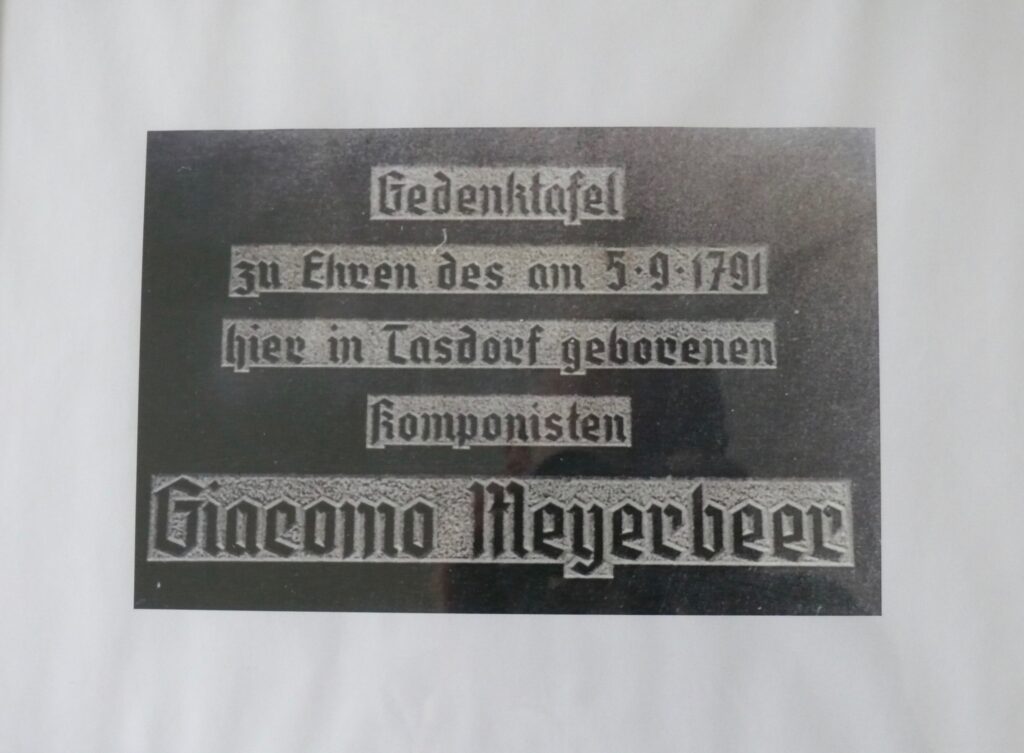 Gedenktafel
zu Ehren des am 5·9·1791
hier in Tasdorf geborenen
Komponisten
Giacomo Meyerbeer